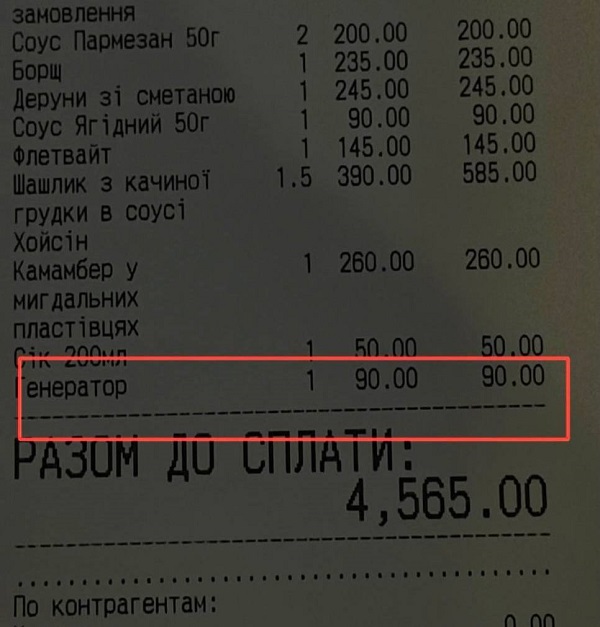 замовлення
Соус Пармезан 50г 2 200.00 200.00
Борщ 1 235.00 235.00
Деруни зі сметаною 1 245.00 245.00
Соус Ягідний 50г 1 90.00 90.00
Флетвайт 1 145.00 145.00
Шашлик з качиної 1.5 390.00 585.00
грудки в соусі
Хойсін
Камамбер у 1 260.00 260.00
мигдальних
пластівцях
Сік 200мл 1 50.00 50.00
Генератор 1 90.00 90.00
РАЗОМ ДО СПЛАТИ:
4,565.00
По контрагентам:
0.00